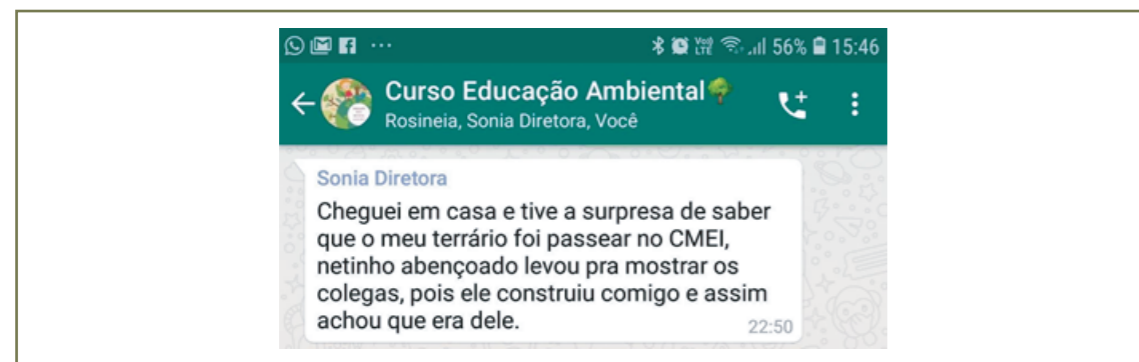 56% 15:46
Curso Educação Ambiental🌳
Rosineia, Sonia Diretora, Você
Sonia Diretora
Cheguei em casa e tive a surpresa de saber
que o meu terrário foi passear no CMEI,
netinho abençoado levou pra mostrar os
colegas, pois ele construiu comigo e assim
achou que era dele.
22:50